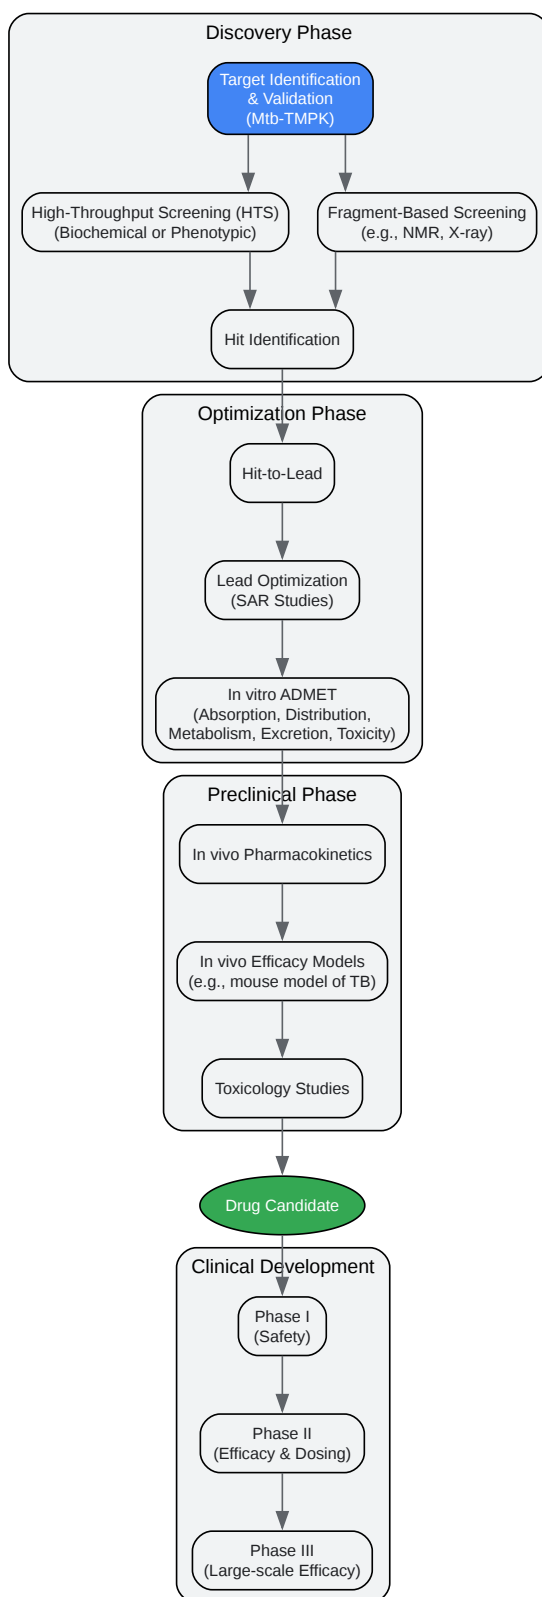 Discovery Phase
Target Identification
& Validation
(Mtb-TMPK)
High-Throughput Screening (HTS)
(Biochemical or Phenotypic)
Fragment-Based Screening
(e.g., NMR, X-ray)
Hit Identification
Optimization Phase
Hit-to-Lead
Lead Optimization
(SAR Studies)
In vitro ADMET
(Absorption, Distribution,
Metabolism, Excretion, Toxicity)
Preclinical Phase
In vivo Pharmacokinetics
In vivo Efficacy Models
(e.g., mouse model of TB)
Toxicology Studies
Drug Candidate
Clinical Development
Phase I
(Safety)
Phase II
(Efficacy & Dosing)
Phase III
(Large-scale Efficacy)